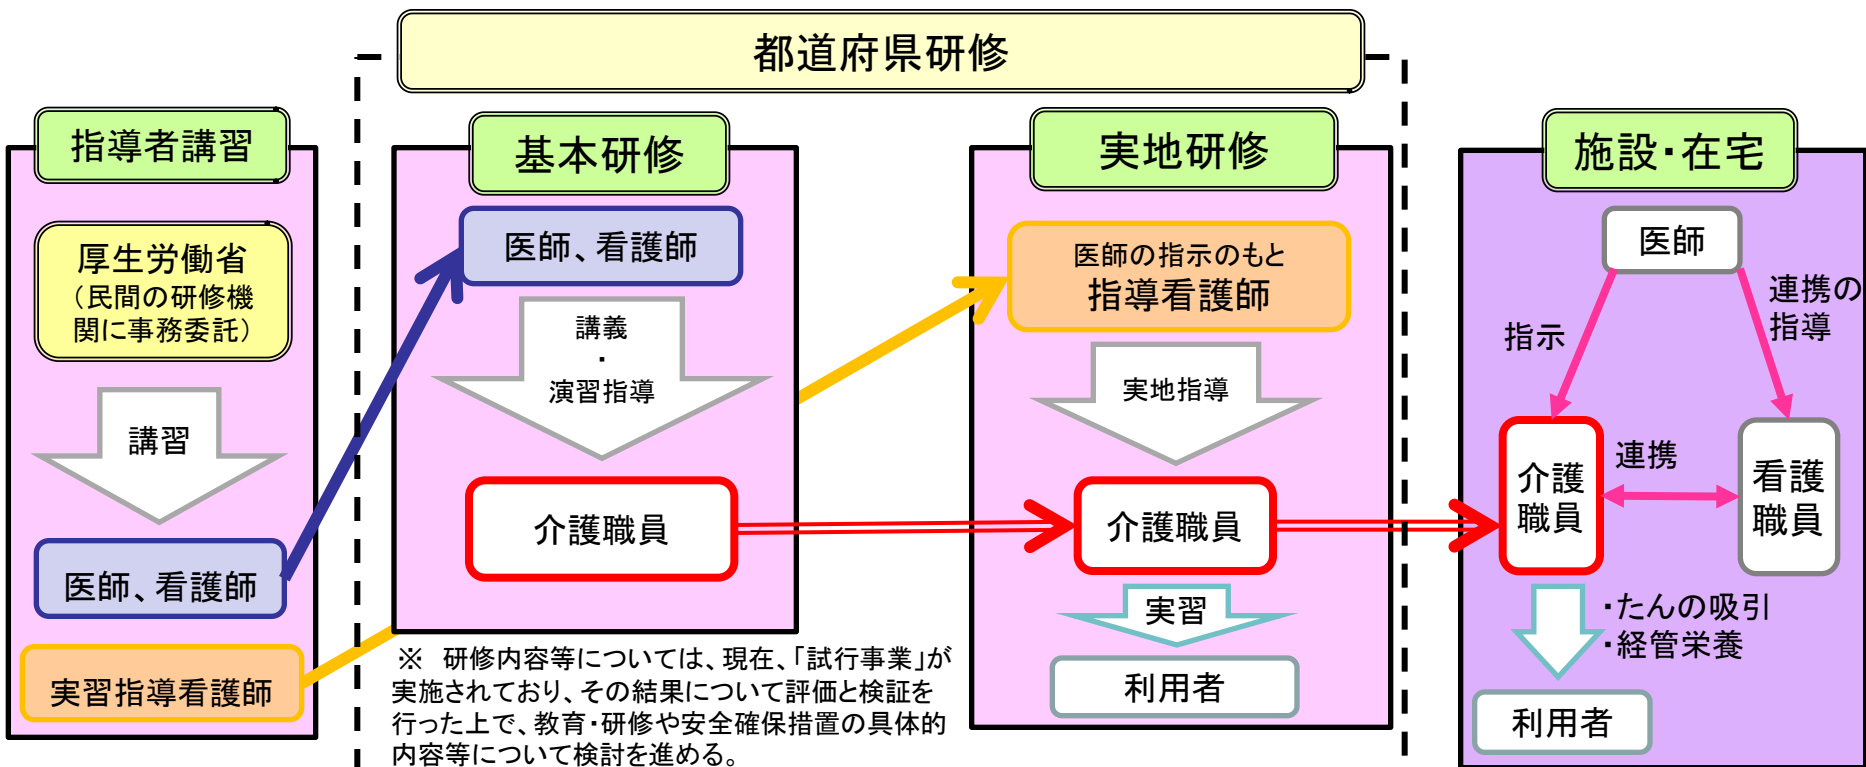 都道府県研修
指導者講習
厚生労働省
（民間の研修機
関に事務委託）
講習
医師、看護師
実習指導看護師
基本研修
医師、看護師
講義
・
演習指導
介護職員
※　研修内容等については、現在、「試行事業」が
実施されており、その結果について評価と検証を
行った上で、教育・研修や安全確保措置の具体的
内容等について検討を進める。
実地研修
医師の指示のもと
指導看護師
実地指導
介護職員
実習
利用者
施設・在宅
医師
指示
連携の
指導
介護
職員
連携
看護
職員
・たんの吸引
・経管栄養
利用者